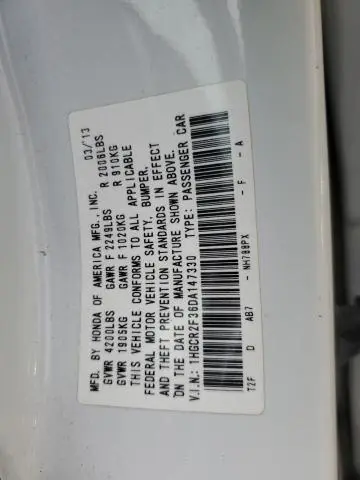 MFD. BY HONDA OF AMERICA MFG., INC. 03/13
GVWR 4200LBS GAWR F 2249LBS R 2006LBS
GVWR 1905KG GAWR F 1020KG R 910KG
THIS VEHICLE CONFORMS TO ALL APPLICABLE
FEDERAL MOTOR VEHICLE SAFETY, BUMPER,
AND THEFT PREVENTION STANDARDS IN EFFECT
ON THE DATE OF MANUFACTURE SHOWN ABOVE.
V.I.N.: 1HGCR2F36DA147330 TYPE: PASSENGER CAR
T2F D AB7 - NH788PX - F - A